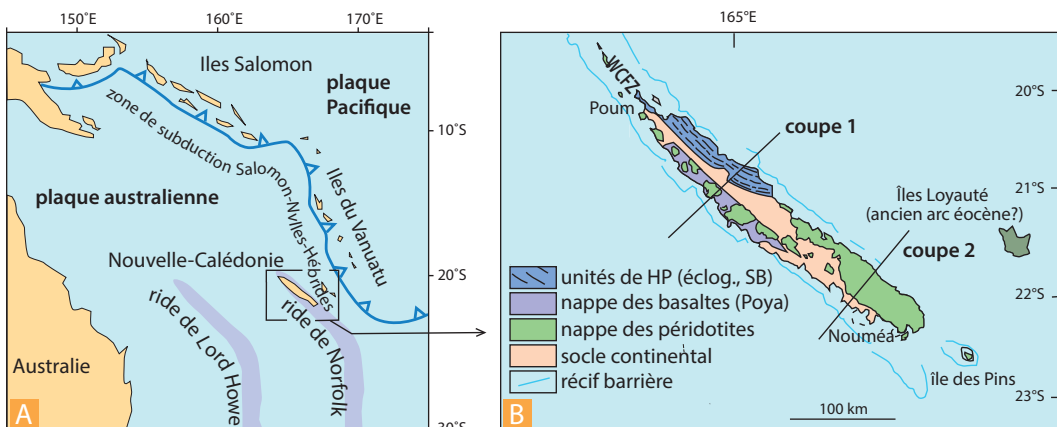 150°E
160°E
170°E
Iles Salomon
plaque
Pacifique
10°S
zone de subduction Salomon-Nvlles-Hébrides
Iles du Vanuatu
plaque australienne
Nouvelle-Calédonie
20°S
ride de Lord Howe
ride de Norfolk
Australie
A
30°S
165°E
WCFZ
Poum
20°S
coupe 1
21°S
Îles Loyauté
(ancien arc éocène?)
coupe 2
unités de HP (éclog., SB)
nappe des basaltes (Poya)
nappe des péridotites
socle continental
récif barrière
22°S
Nouméa
île des Pins
23°S
100 km
B